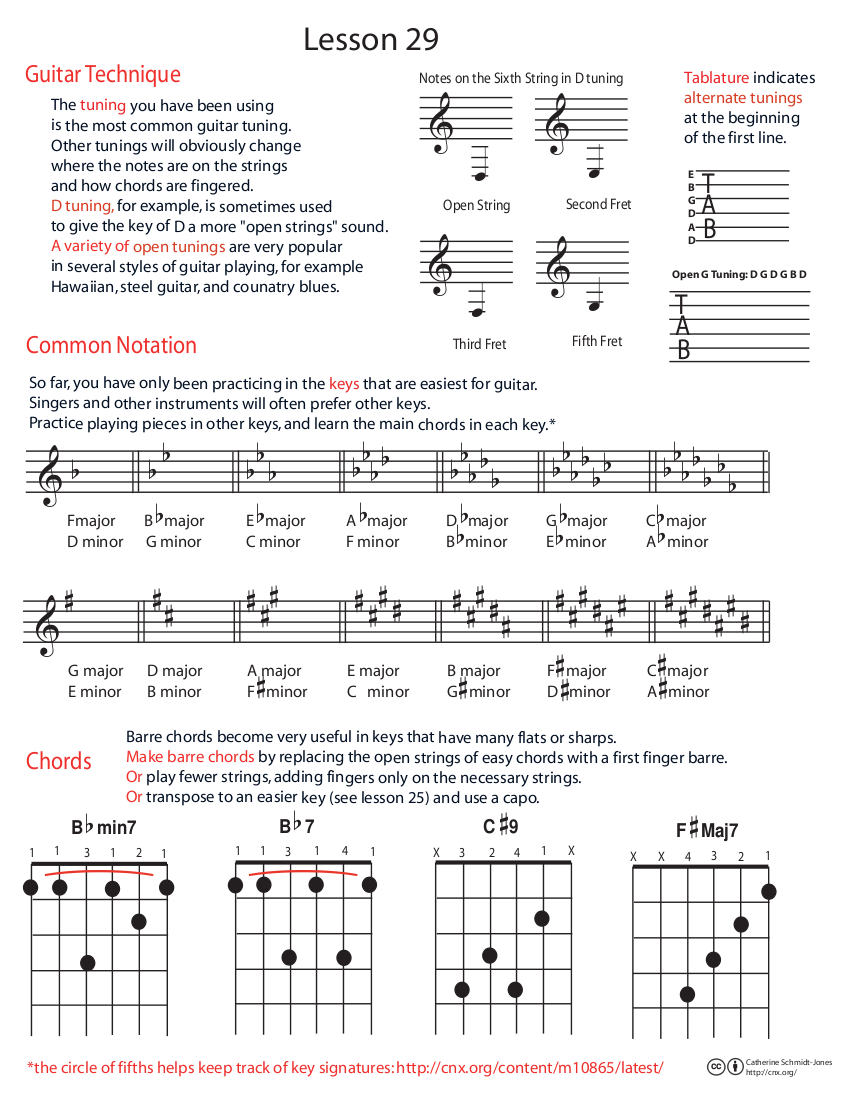 Lesson 29
Guitar Technique
The tuning you have been using
is the most common guitar tuning.
Other tunings will obviously change
where the notes are on the strings
and how chords are fingered.
D tuning, for example, is sometimes used
to give the key of D a more "open strings" sound.
A variety of open tunings are very popular
in several styles of guitar playing, for example
Hawaiian, steel guitar, and counatry blues.
Notes on the Sixth String in D tuning
Open String
Second Fret
Third Fret
Fifth Fret
Tablature indicates
alternate tunings
at the beginning
of the first line.
E
B
G
D
A
D
T
A
B
Open G Tuning: D G D G B D
T
A
B
Common Notation
So far, you have only been practicing in the keys that are easiest for guitar.
Singers and other instruments will often prefer other keys.
Practice playing pieces in other keys, and learn the main chords in each key.*
Fmajor B♭major E♭major A♭major D♭major G♭major C♭major
D minor G minor C minor F minor B♭minor E♭minor A♭minor
G major D major A major E major B major F♯major C♯major
E minor B minor F♯minor C minor G♯minor D♯minor A♯minor
Chords
Barre chords become very useful in keys that have many flats or sharps.
Make barre chords by replacing the open strings of easy chords with a first finger barre.
Or play fewer strings, adding fingers only on the necessary strings.
Or transpose to an easier key (see lesson 25) and use a capo.
B♭min7
1 1 3 1 2 1
B♭7
1 1 3 1 4 1
C♯9
X 3 2 4 1 X
F♯Maj7
X X 4 3 2 1
*the circle of fifths helps keep track of key signatures: http://cnx.org/content/m10865/latest/
cc
Catherine Schmidt-Jones
http://cnx.org/